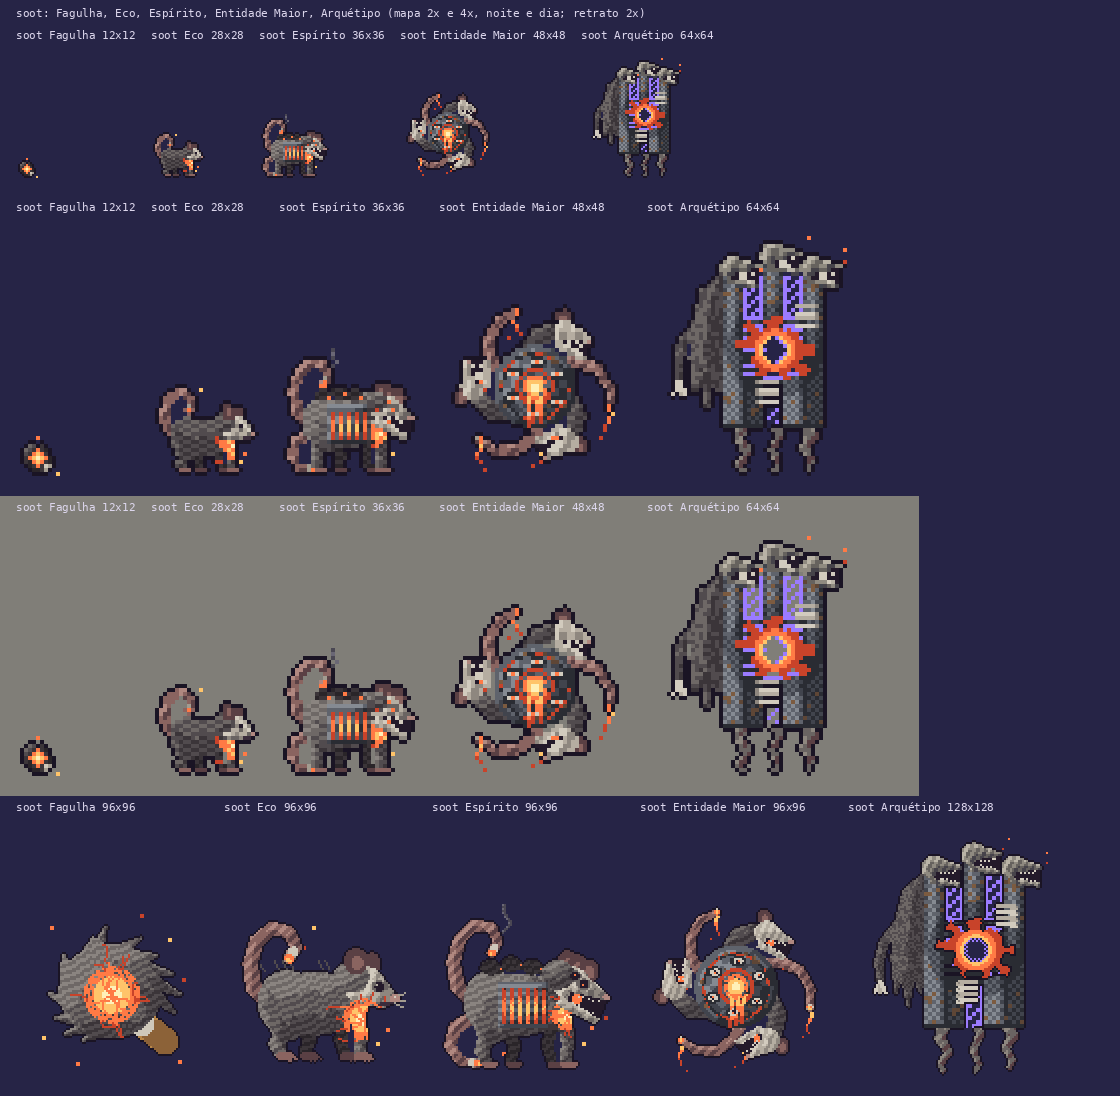 soot: Fagulha, Eco, Espírito, Entidade Maior, Arquétipo (mapa 2x e 4x, noite e dia; retrato 2x)
soot Fagulha 12x12 soot Eco 28x28 soot Espírito 36x36 soot Entidade Maior 48x48 soot Arquétipo 64x64
soot Fagulha 12x12 soot Eco 28x28 soot Espírito 36x36 soot Entidade Maior 48x48 soot Arquétipo 64x64
soot Fagulha 12x12 soot Eco 28x28 soot Espírito 36x36 soot Entidade Maior 48x48 soot Arquétipo 64x64
soot Fagulha 96x96 soot Eco 96x96 soot Espírito 96x96 soot Entidade Maior 96x96 soot Arquétipo 128x128